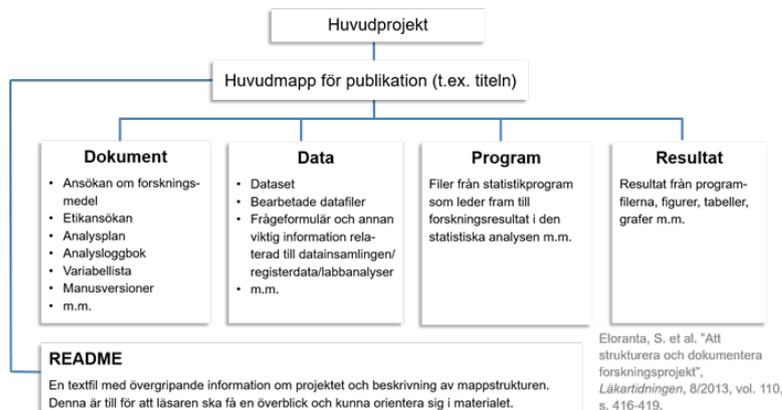 Huvudprojekt
Huvudmapp för publikation (t.ex. titeln)
Dokument
• Ansökan om forsknings-
medel
• Etikansökan
• Analysplan
• Analysloggbok
• Variabellista
• Manusversioner
• m.m.
Data
• Dataset
• Bearbetade datafiler
• Frågeformulär och annan
viktig information rela-
terad till datainsamlingen/
registerdata/labbanalyser
• m.m.
Program
Filer från statistikprogram
som leder fram till
forskningsresultat i den
statistiska analysen m.m.
Resultat
Resultat från program-
filerna, figurer, tabeller,
grafer m.m.
README
En textfil med övergripande information om projektet och beskrivning av mappstrukturen.
Denna är till för att läsaren ska få en överblick och kunna orientera sig i materialet.
Eloranta, S. et al. "Att
strukturera och dokumentera
forskningsprojekt",
Läkartidningen, 8/2013, vol. 110,
s. 416-419.